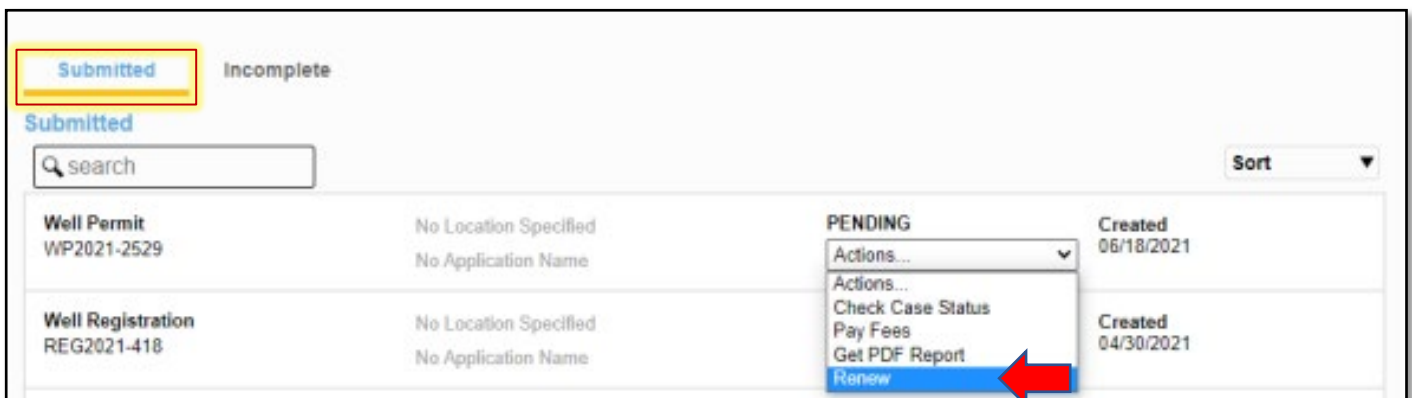 Submitted Incomplete
Submitted
search
Sort
Well Permit No Location Specified PENDING Created
WP2021-2529 No Application Name Actions... 06/18/2021
Actions...
Check Case Status
Well Registration No Location Specified Pay Fees Created
REG2021-418 No Application Name Get PDF Report 04/30/2021
Renew